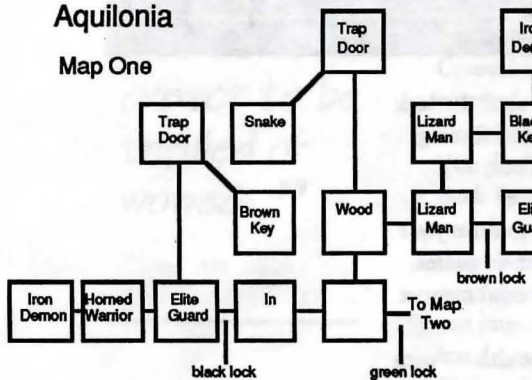 Aquilonia
Map One
Trap
Door
Trap
Door
Snake
Lizard
Man
Brown
Key
Wood
Lizard
Man
brown lock
Iron
Demon
Horned
Warrior
Elite
Guard
In
To Map
Two
black lock
green lock